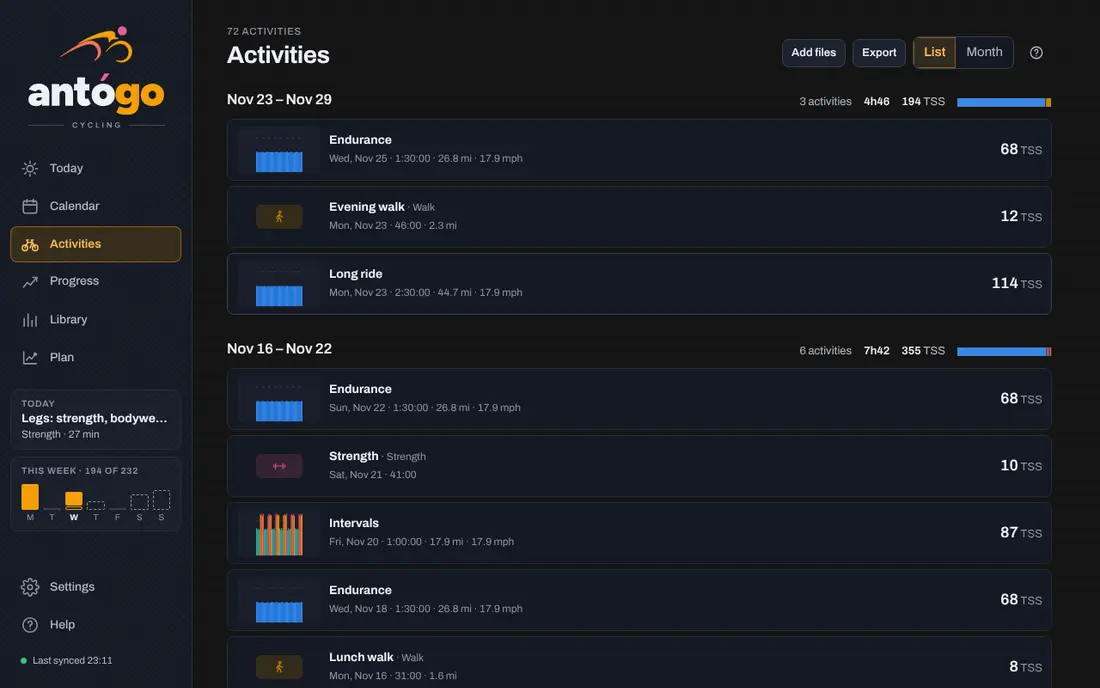 antógo
CYCLING
Today
Calendar
Activities
Progress
Library
Plan
TODAY
Legs: strength, bodywe...
Strength · 27 min
THIS WEEK · 194 OF 232
M T W T F S S
Settings
Help
Last synced 23:11
72 ACTIVITIES
Activities
Add files
Export
List
Month
Nov 23 – Nov 29
3 activities 4h46 194 TSS
Endurance
Wed, Nov 25 · 1:30:00 · 26.8 mi · 17.9 mph
68 TSS
Evening walk · Walk
Mon, Nov 23 · 46:00 · 2.3 mi
12 TSS
Long ride
Mon, Nov 23 · 2:30:00 · 44.7 mi · 17.9 mph
114 TSS
Nov 16 – Nov 22
6 activities 7h42 355 TSS
Endurance
Sun, Nov 22 · 1:30:00 · 26.8 mi · 17.9 mph
68 TSS
Strength · Strength
Sat, Nov 21 · 41:00
10 TSS
Intervals
Fri, Nov 20 · 1:00:00 · 17.9 mi · 17.9 mph
87 TSS
Endurance
Wed, Nov 18 · 1:30:00 · 26.8 mi · 17.9 mph
68 TSS
Lunch walk · Walk
Mon, Nov 16 · 31:00 · 1.6 mi
8 TSS